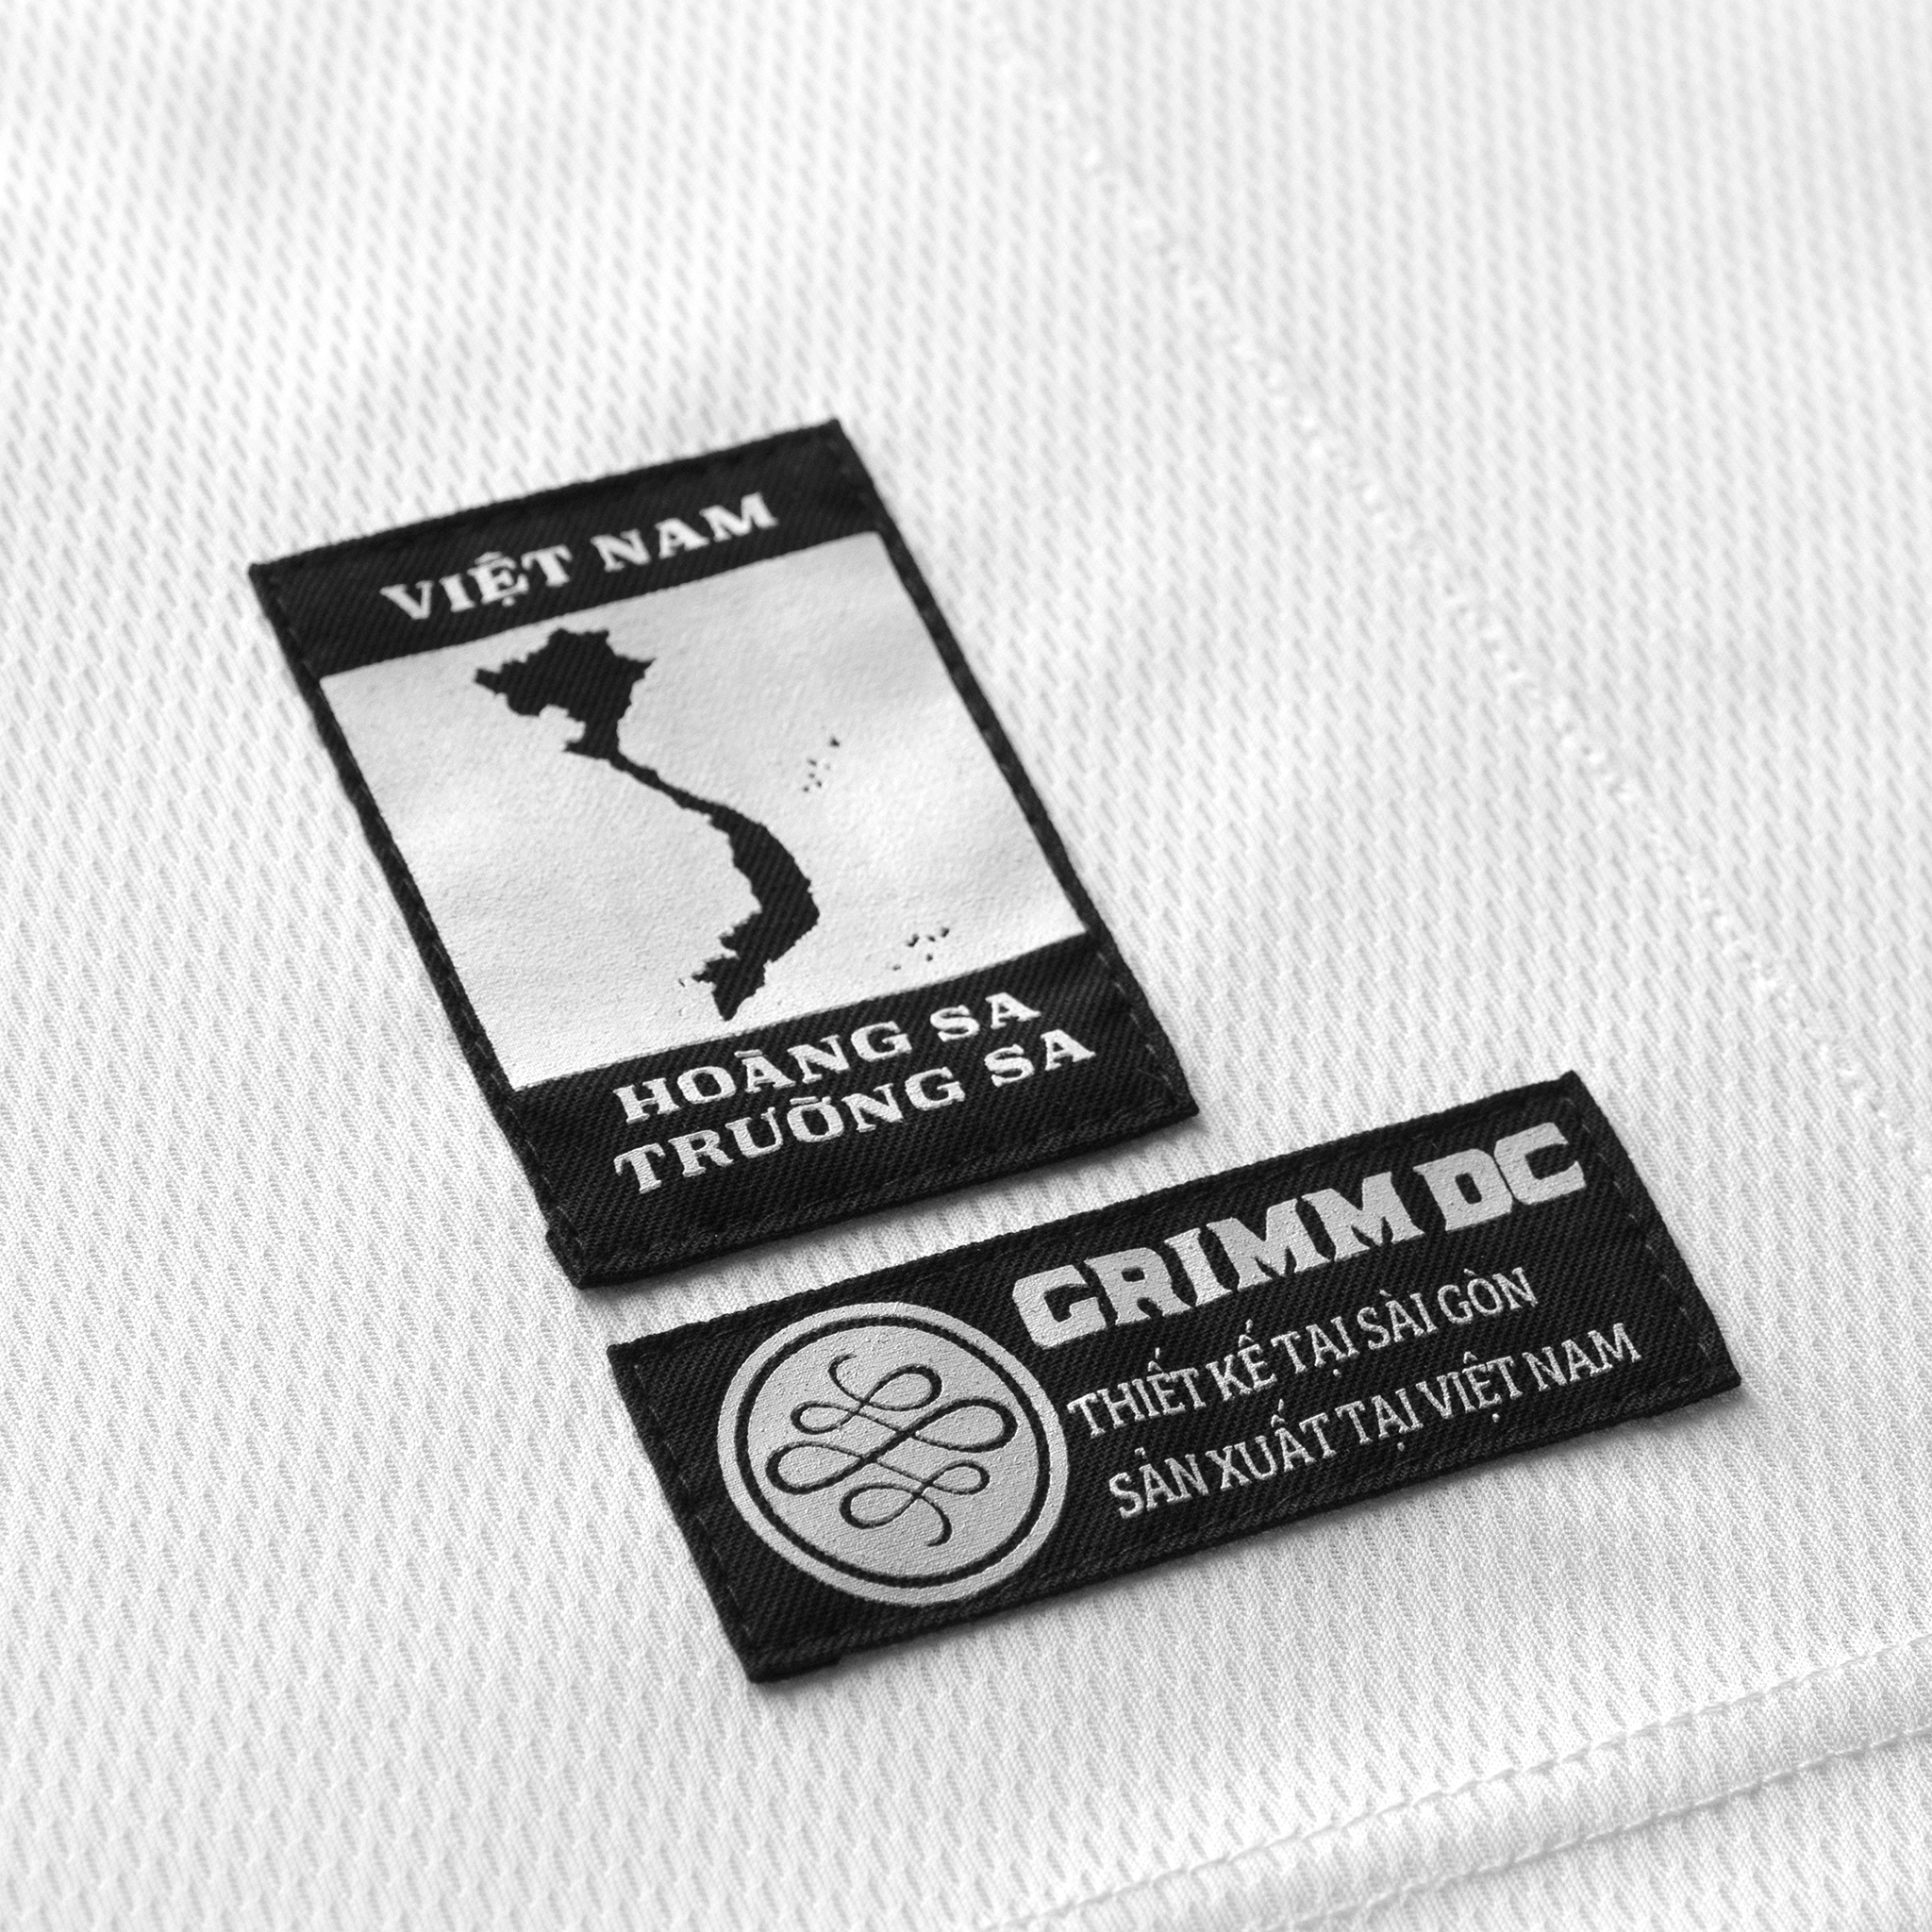 VIỆT NAM
HOÀNG SA
TRƯỜNG SA
GRIMM DC
THIẾT KẾ TẠI SÀI GÒN
SẢN XUẤT TẠI VIỆT NAM